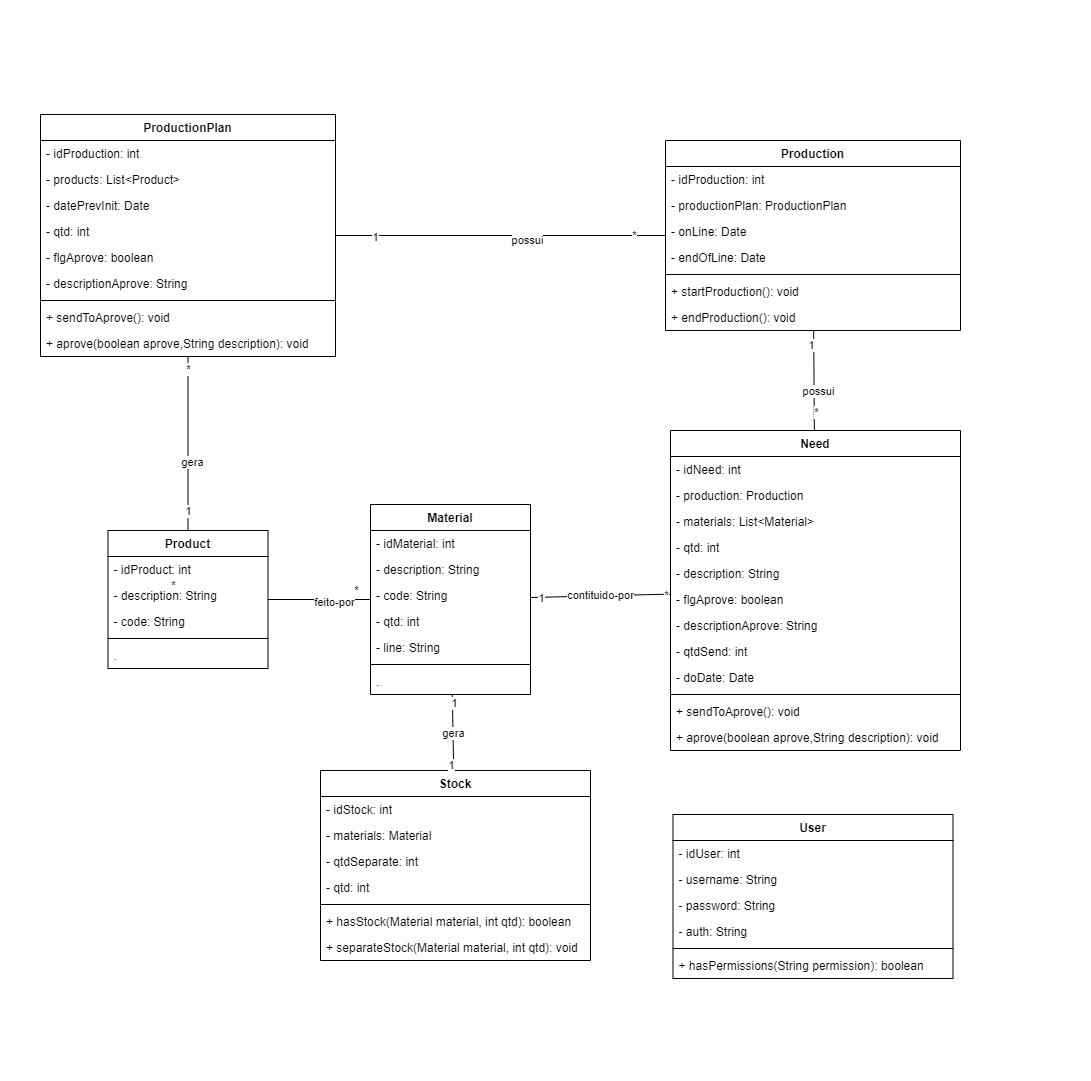 ProductionPlan
- idProduction: int
- products: List<Product>
- datePrevInit: Date
- qtd: int
- flgAprove: boolean
- descriptionAprove: String
+ sendToAprove(): void
+ aprove(boolean aprove,String description): void
1
possui
*
Production
- idProduction: int
- productionPlan: ProductionPlan
- onLine: Date
- endOfLine: Date
+ startProduction(): void
+ endProduction(): void
*
gera
1
1
possui
*
Product
- idProduct: int
*
- description: String
- code: String
.
feito-por
*
Material
- idMaterial: int
- description: String
- code: String
- qtd: int
- line: String
.
1
contituido-por
*
Need
- idNeed: int
- production: Production
- materials: List<Material>
- qtd: int
- description: String
- flgAprove: boolean
- descriptionAprove: String
- qtdSend: int
- doDate: Date
+ sendToAprove(): void
+ aprove(boolean aprove,String description): void
1
gera
1
Stock
- idStock: int
- materials: Material
- qtdSeparate: int
- qtd: int
+ hasStock(Material material, int qtd): boolean
+ separateStock(Material material, int qtd): void
User
- idUser: int
- username: String
- password: String
- auth: String
+ hasPermissions(String permission): boolean